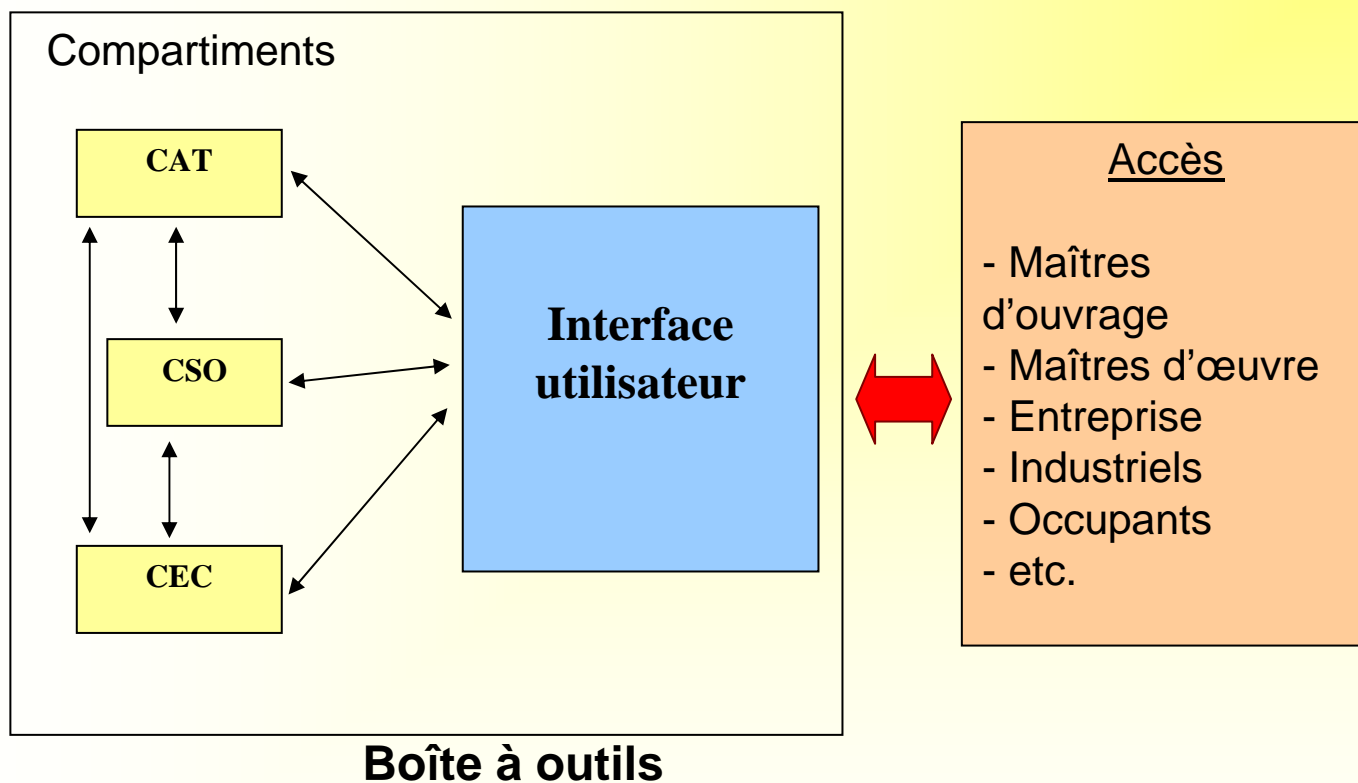 Compartiments
CAT
CSO
CEC
Interface
utilisateur
Accès
- Maîtres
d'ouvrage
- Maîtres d'œuvre
- Entreprise
- Industriels
- Occupants
- etc.
Boîte à outils